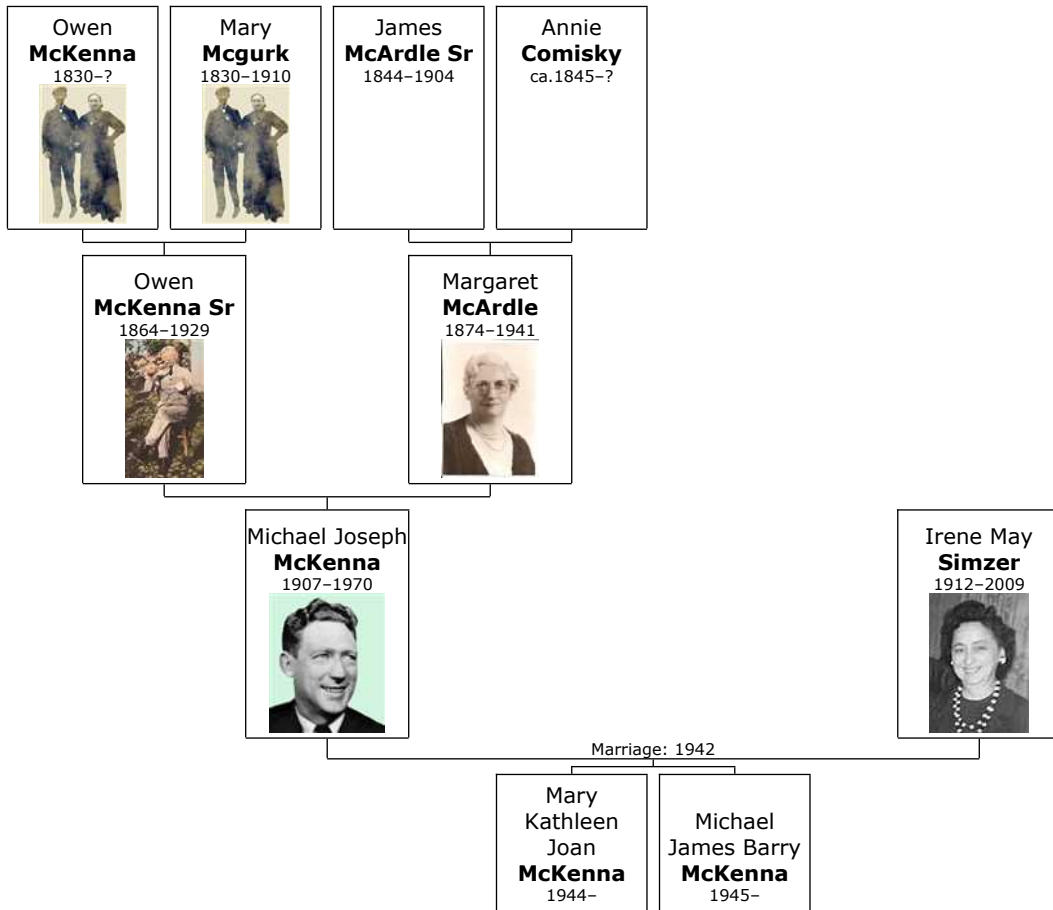 Owen
McKenna
1830–?
Mary
Mcgurk
1830–1910
James
McArdle Sr
1844–1904
Annie
Comisky
ca.1845–?
Owen
McKenna Sr
1864–1929
Margaret
McArdle
1874–1941
Michael Joseph
McKenna
1907–1970
Irene May
Simzer
1912–2009
Marriage: 1942
Mary
Kathleen
Joan
McKenna
1944–
Michael
James Barry
McKenna
1945–